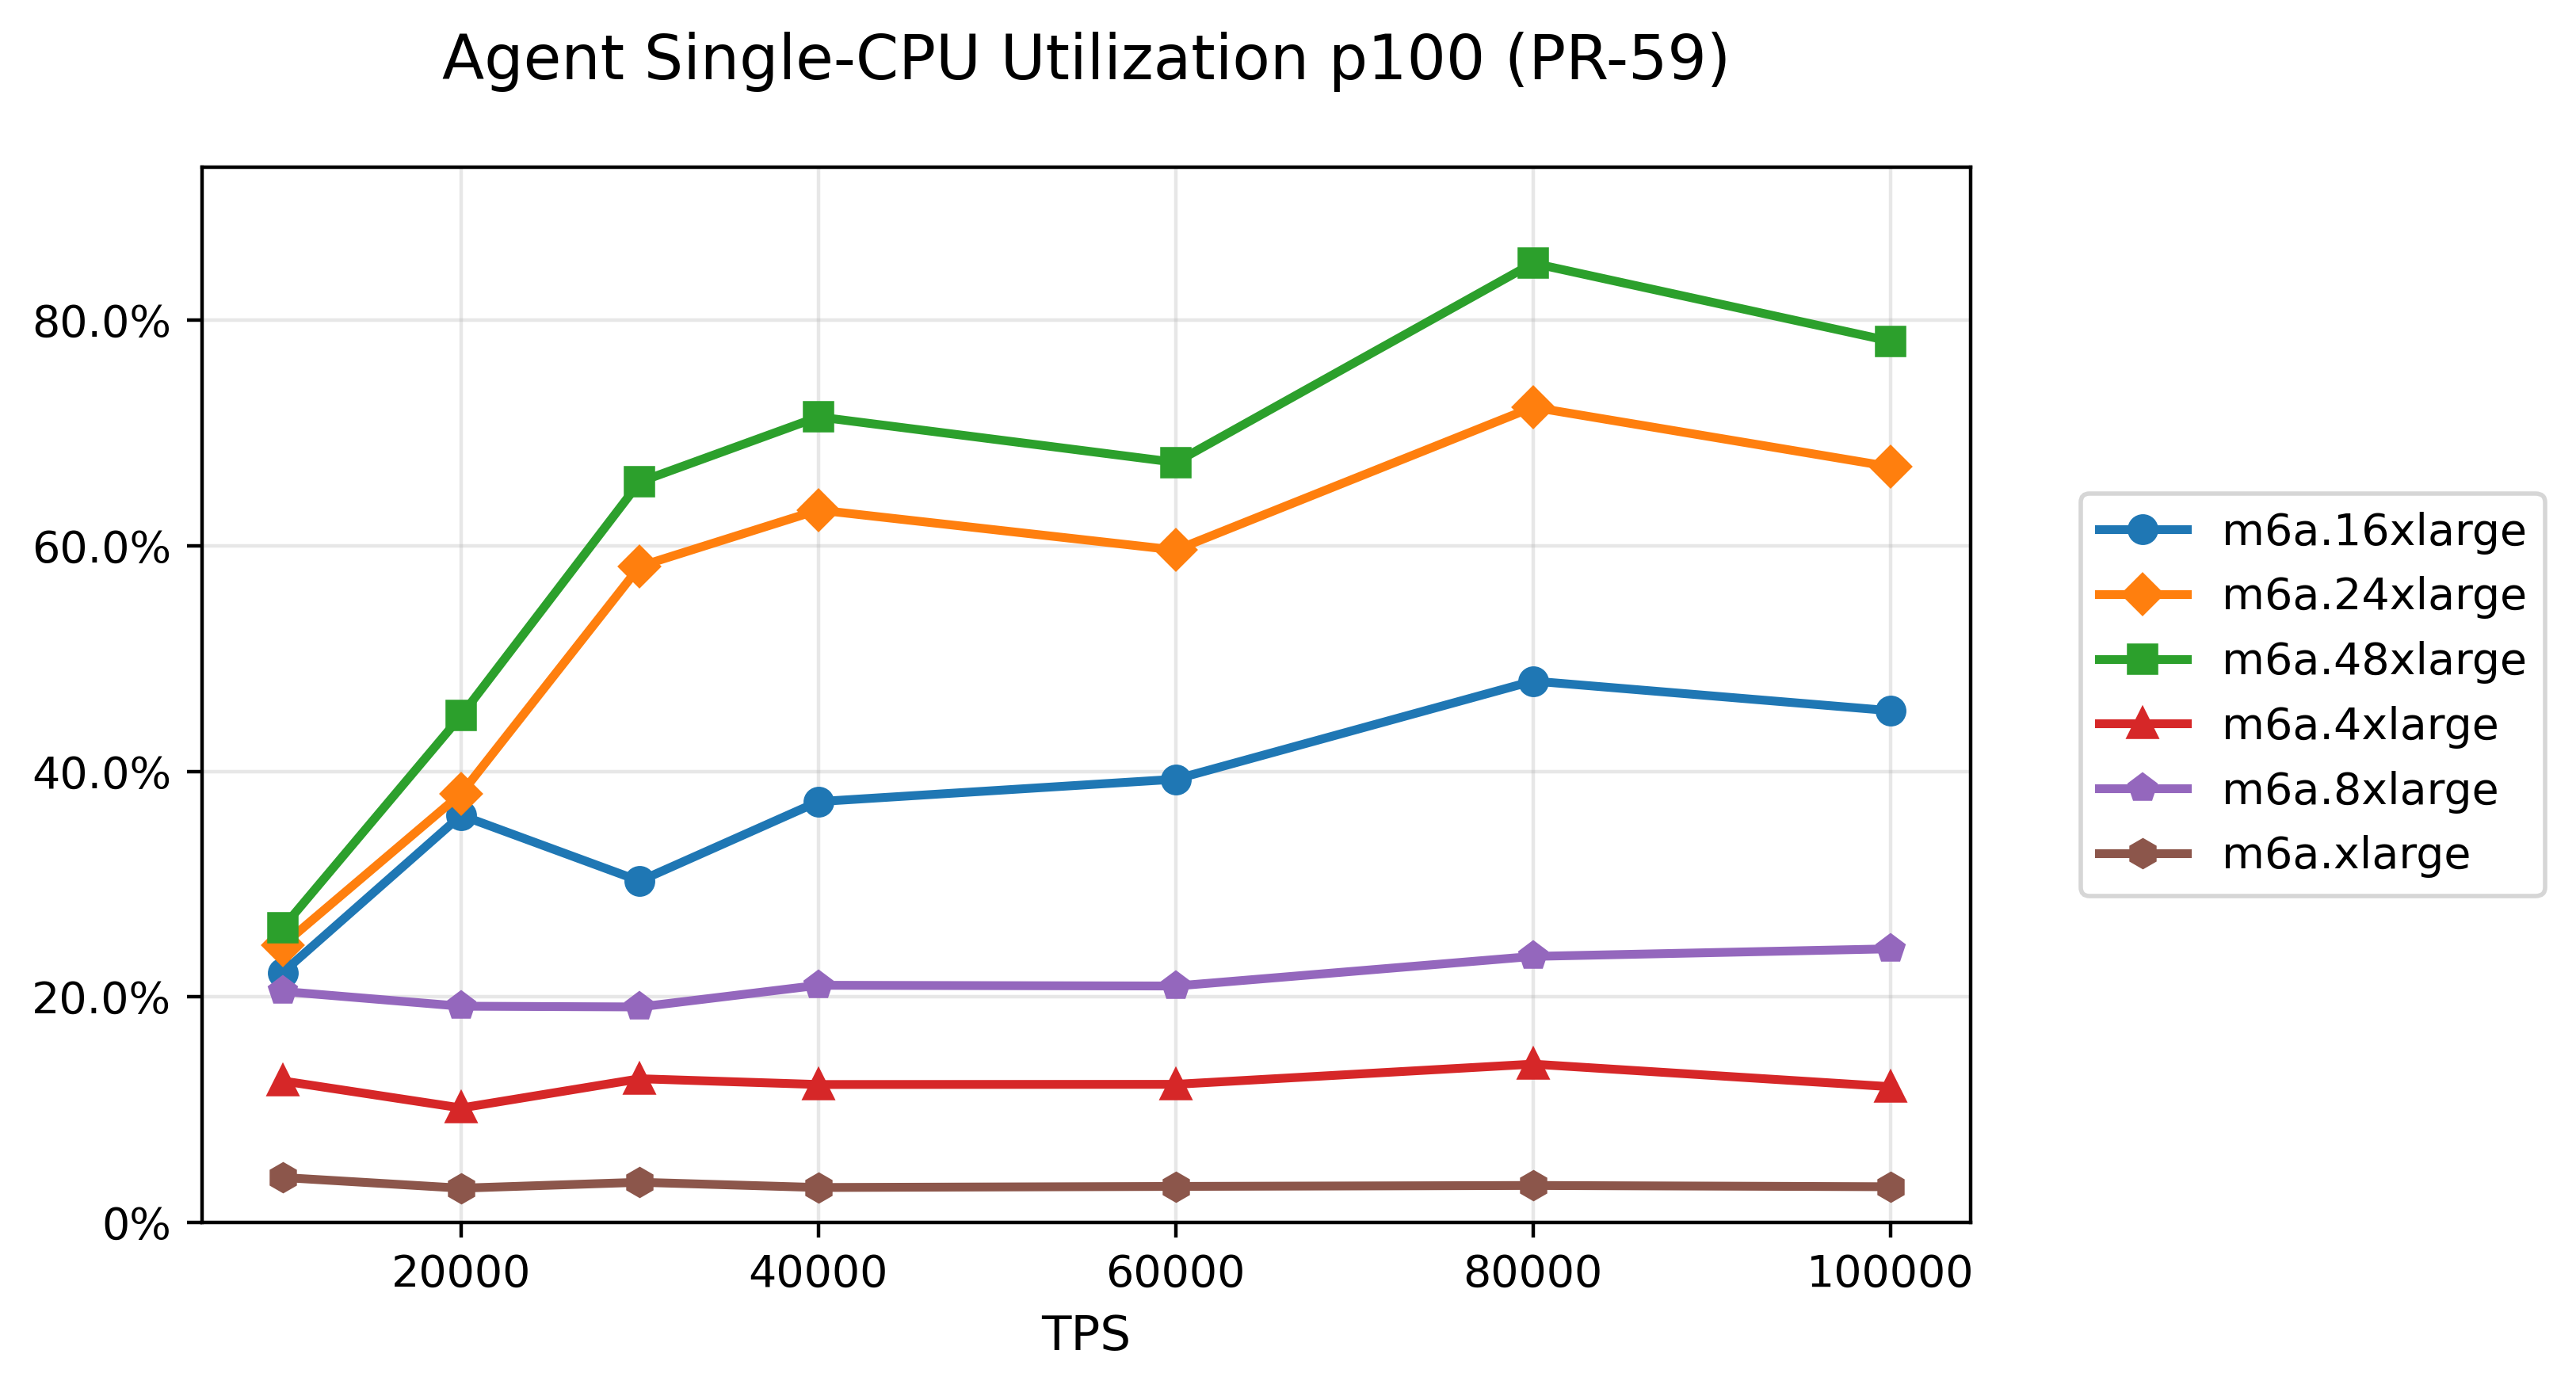 Agent Single-CPU Utilization p100 (PR-59)
80.0%
60.0%
40.0%
20.0%
0%
20000 40000 60000 80000 100000
TPS
m6a.16xlarge
m6a.24xlarge
m6a.48xlarge
m6a.4xlarge
m6a.8xlarge
m6a.xlarge